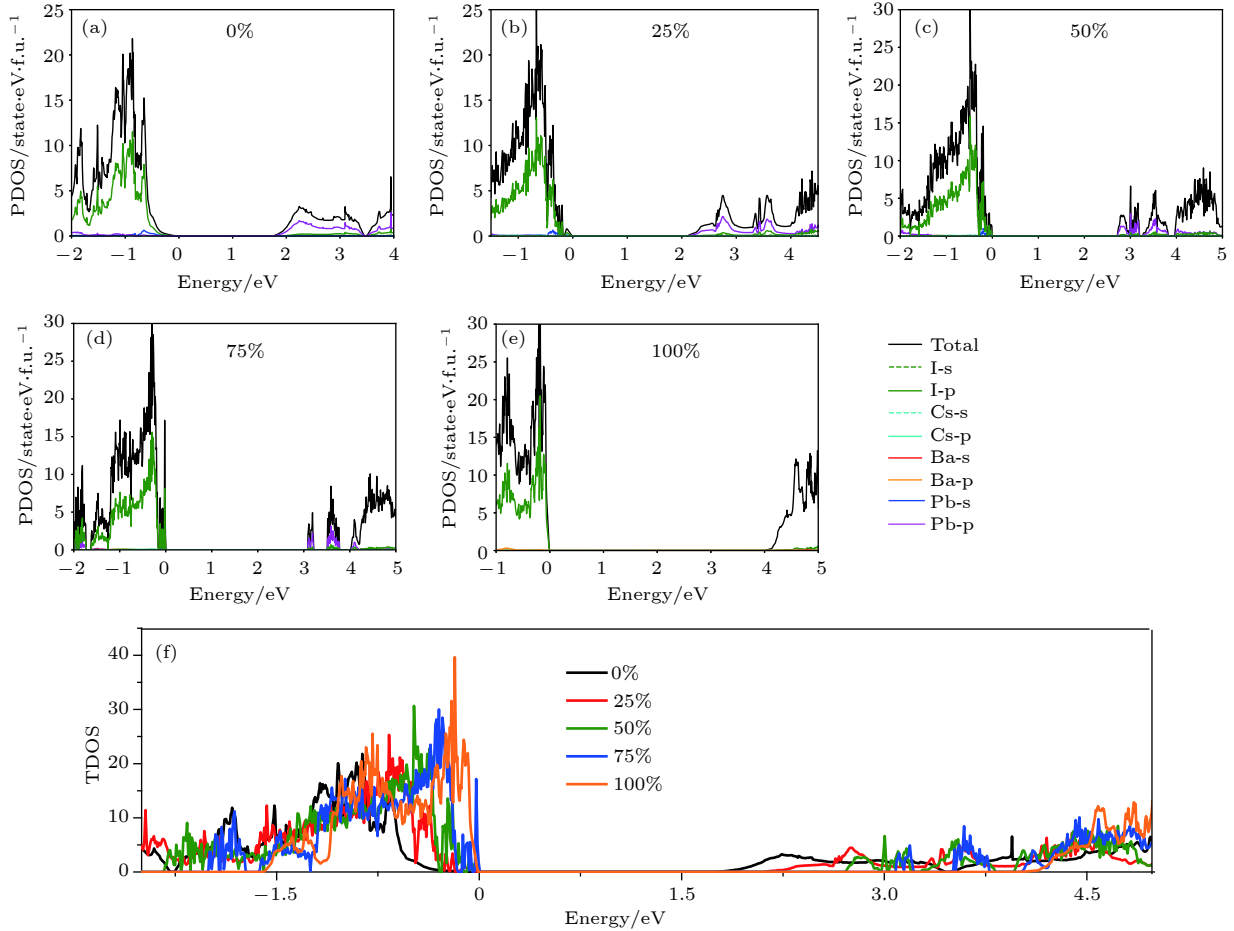 (a) 0%
PDOS/state·eV·f.u.⁻¹
25
20
15
10
5
0
−2 −1 0 1 2 3 4
Energy/eV
(b) 25%
PDOS/state·eV·f.u.⁻¹
25
20
15
10
5
0
−1 0 1 2 3 4
Energy/eV
(c) 50%
PDOS/state·eV·f.u.⁻¹
30
25
20
15
10
5
0
−2 −1 0 1 2 3 4 5
Energy/eV
(d) 75%
PDOS/state·eV·f.u.⁻¹
30
25
20
15
10
5
0
−2 −1 0 1 2 3 4 5
Energy/eV
(e) 100%
PDOS/state·eV·f.u.⁻¹
30
25
20
15
10
5
0
−1 0 1 2 3 4 5
Energy/eV
Total
I-s
I-p
Cs-s
Cs-p
Ba-s
Ba-p
Pb-s
Pb-p
(f)
TDOS
40
30
20
10
0
0%
25%
50%
75%
100%
−1.5 0 1.5 3.0 4.5
Energy/eV